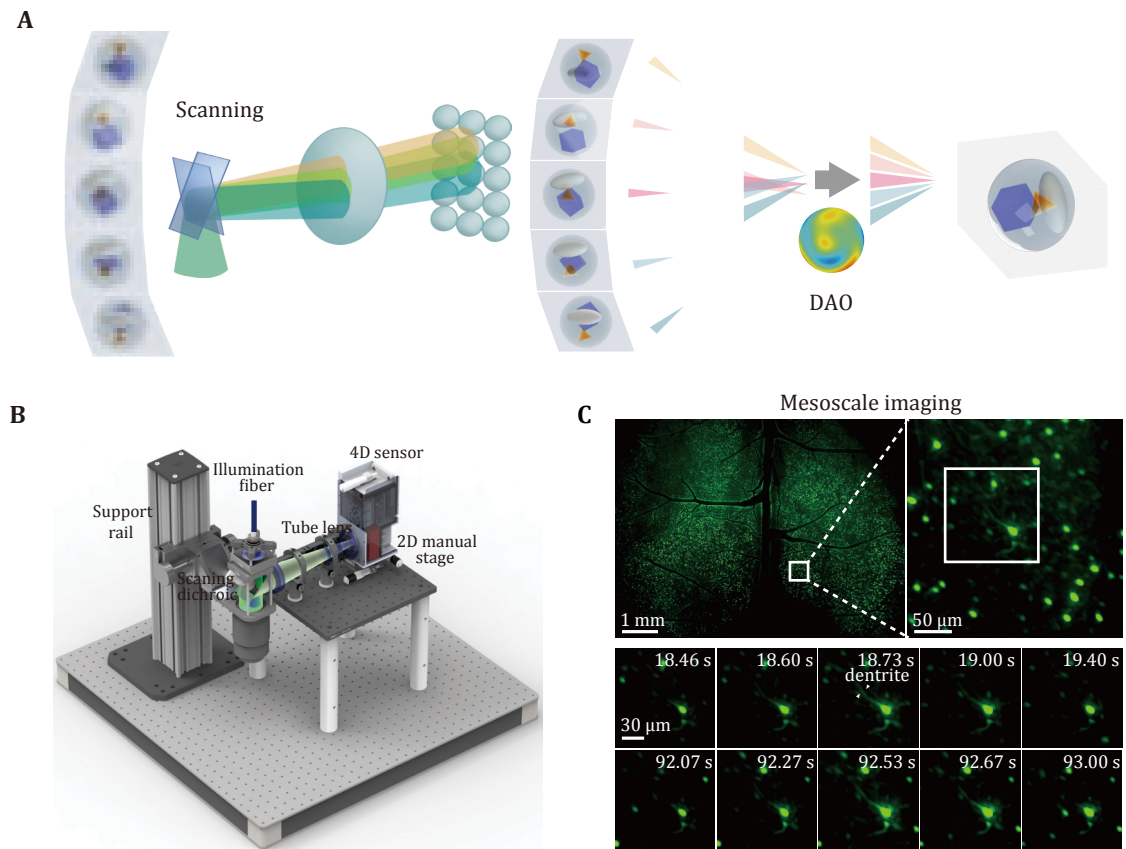 A
Scanning
DAO
B
4D sensor
Illumination
fiber
Support
rail
Tube lens
2D manual
stage
Scaning
dichroic
C
Mesoscale imaging
1 mm
50 μm
18.46 s
18.60 s
18.73 s
19.00 s
19.40 s
dentrite
30 μm
92.07 s
92.27 s
92.53 s
92.67 s
93.00 s